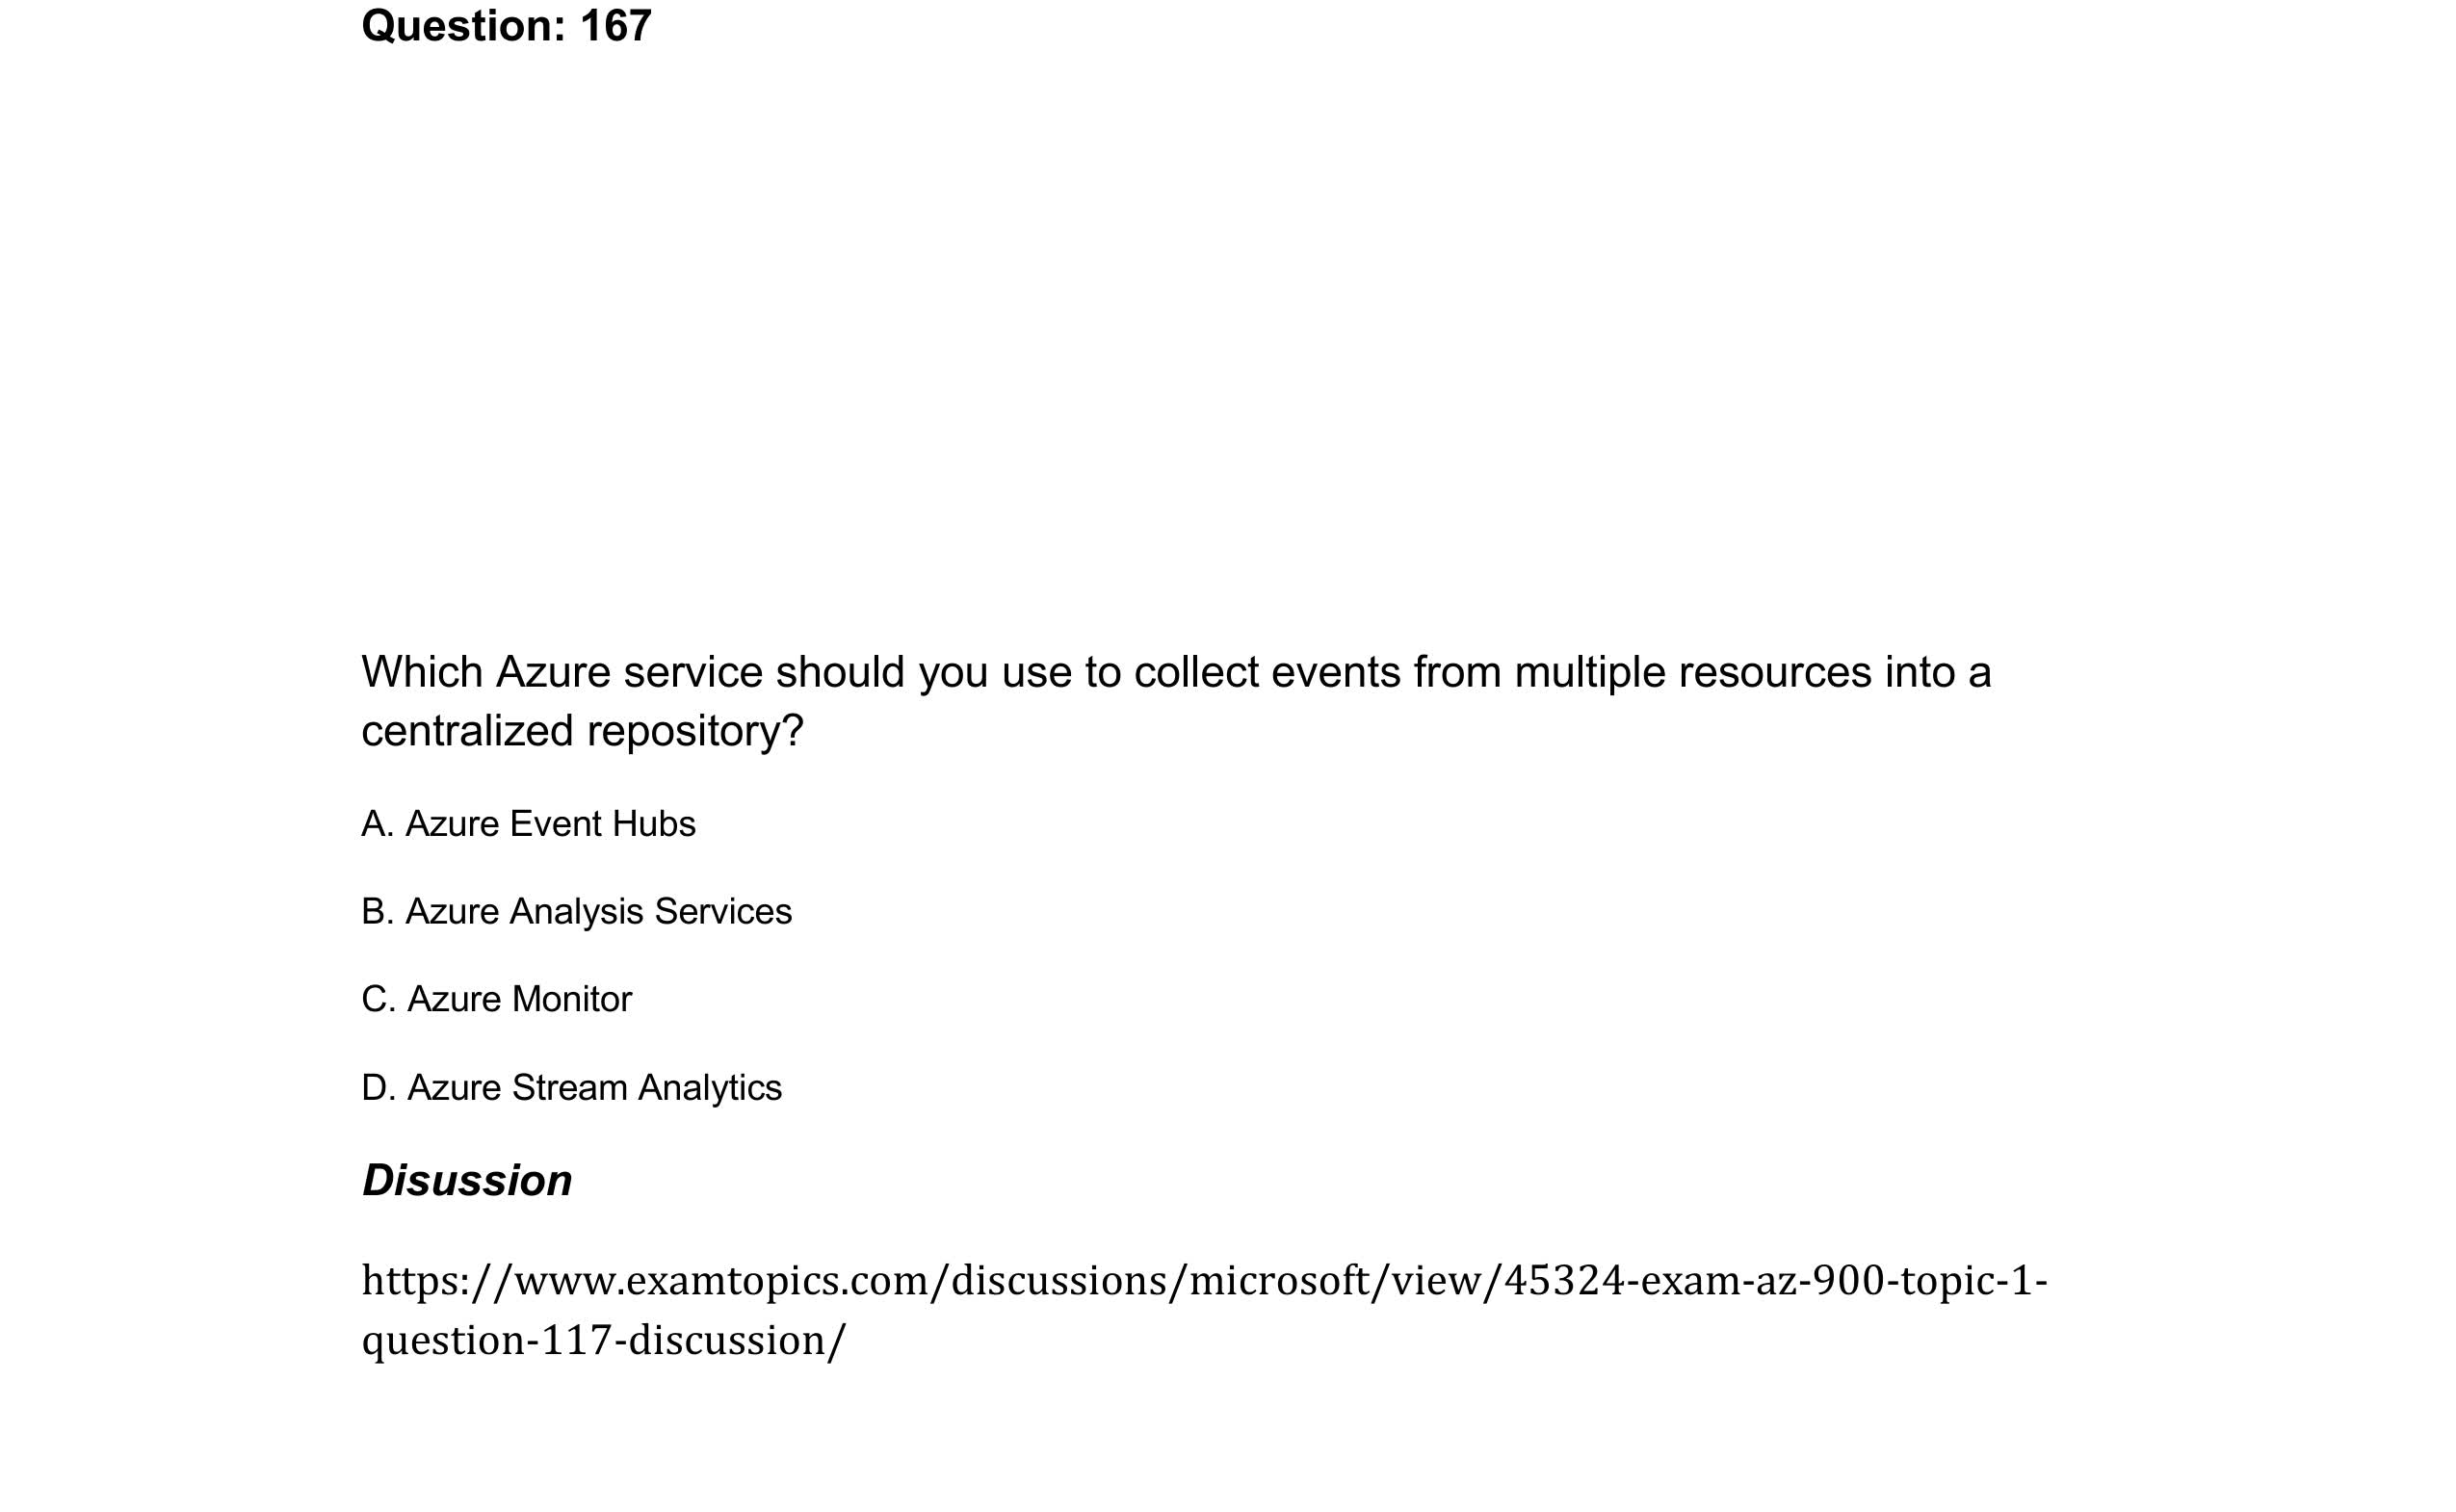 Question: 167
Which Azure service should you use to collect events from multiple resources into a
centralized repository?
A. Azure Event Hubs
B. Azure Analysis Services
C. Azure Monitor
D. Azure Stream Analytics
Disussion
https://www.examtopics.com/discussions/microsoft/view/45324-exam-az-900-topic-1-
question-117-discussion/